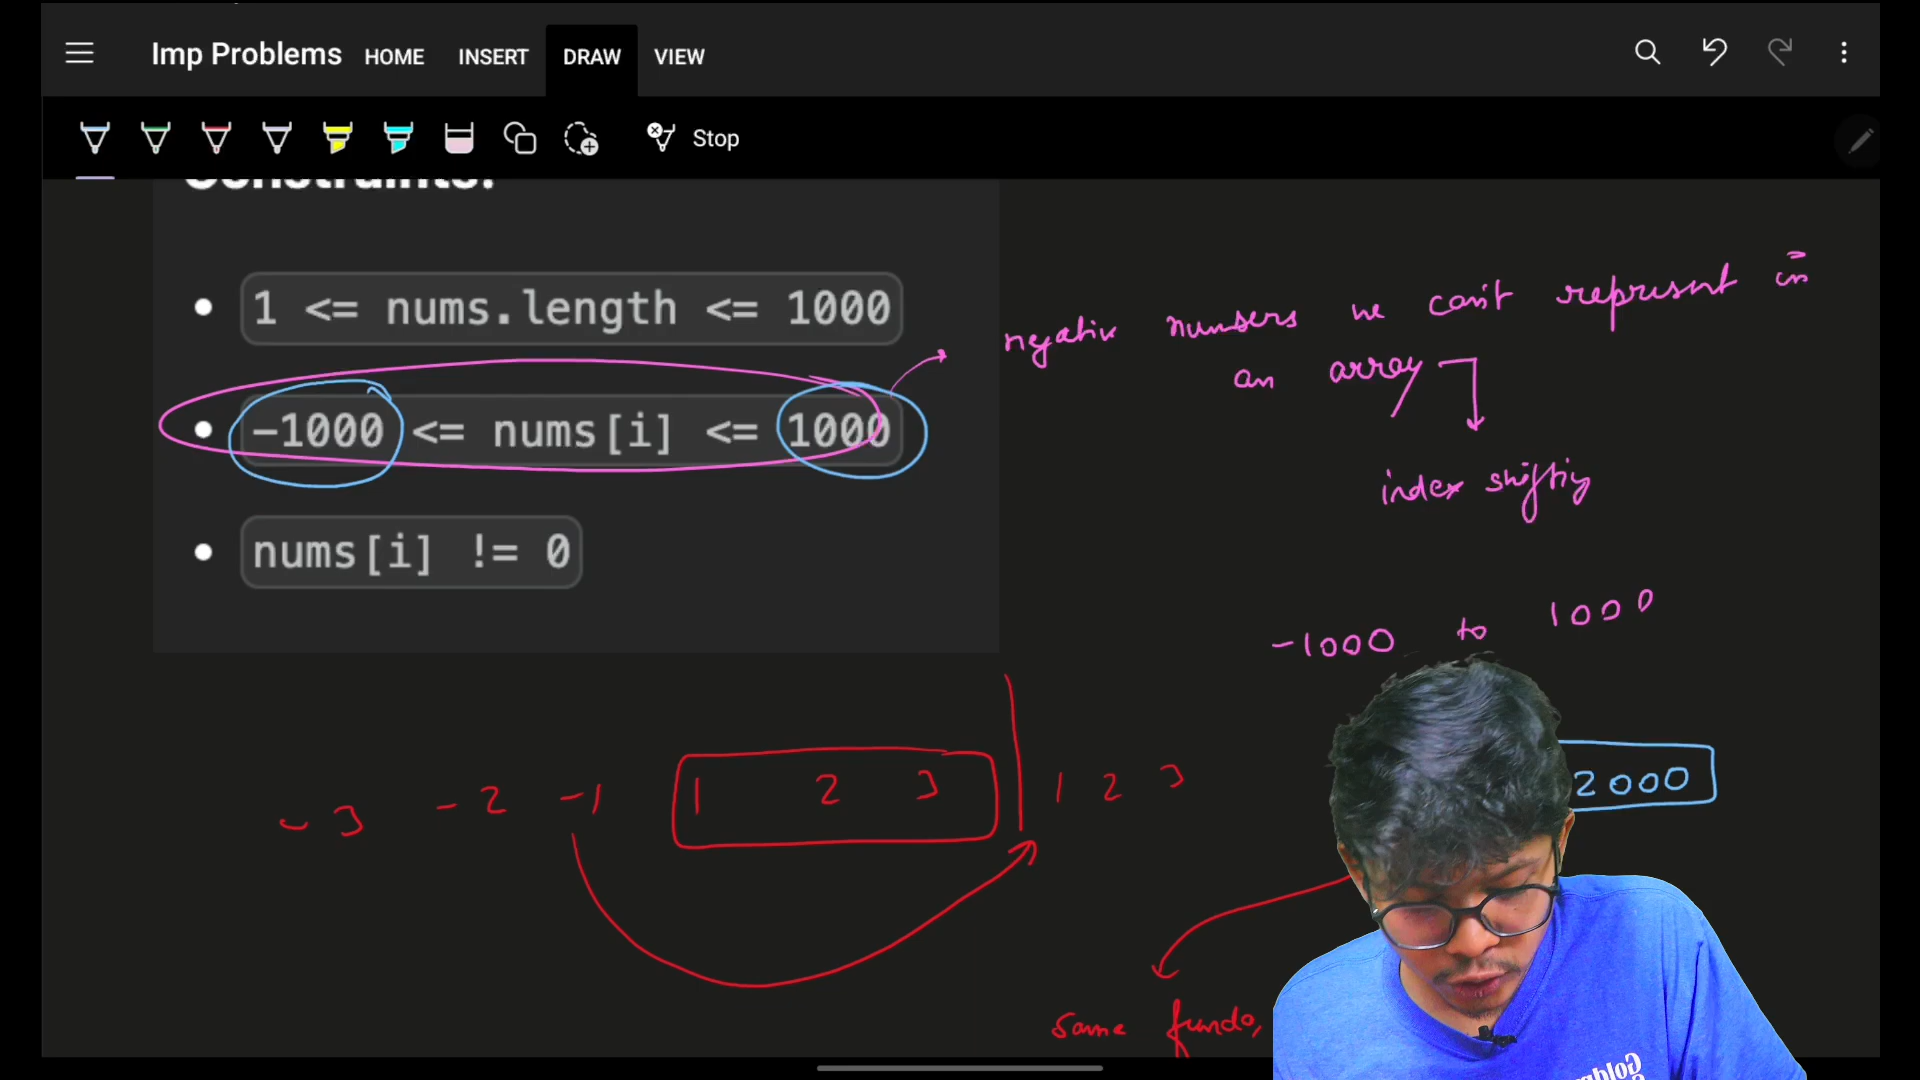 Imp Problems HOME INSERT DRAW VIEW
Stop
Constraints:
1 <= nums.length <= 1000
-1000 <= nums[i] <= 1000
nums[i] != 0
negative numbers we can't represent in
an array
index shifting
-1000 to 1000
2000
-3 -2 -1 1 2 3 1 2 3
same funda,